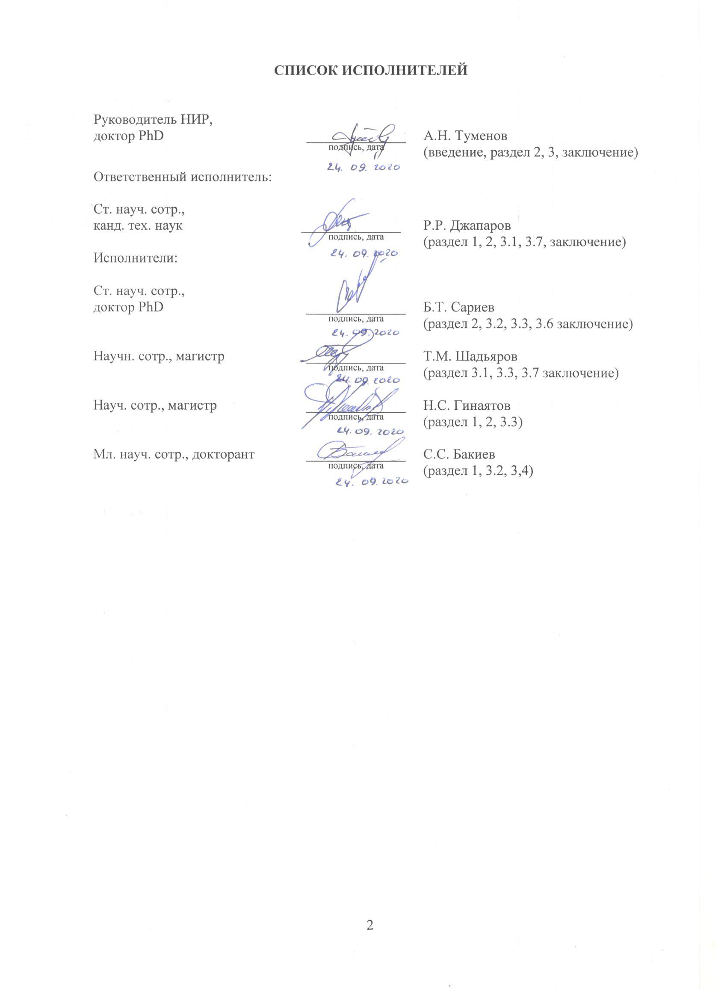 СПИСОК ИСПОЛНИТЕЛЕЙ
Руководитель НИР,
доктор PhD
А.Н. Туменов
подпись, дата
(введение, раздел 2, 3, заключение)
24. 09. 2020
Ответственный исполнитель:
Ст. науч. сотр.,
канд. тех. наук
Р.Р. Джапаров
подпись, дата
(раздел 1, 2, 3.1, 3.7, заключение)
24. 09. 2020
Исполнители:
Ст. науч. сотр.,
доктор PhD
Б.Т. Сариев
подпись, дата
(раздел 2, 3.2, 3.3, 3.6 заключение)
24. 09. 2020
Научн. сотр., магистр
Т.М. Шадьяров
подпись, дата
(раздел 3.1, 3.3, 3.7 заключение)
24. 09. 2020
Науч. сотр., магистр
Н.С. Гинаятов
подпись, дата
(раздел 1, 2, 3.3)
24. 09. 2020
Мл. науч. сотр., докторант
С.С. Бакиев
подпись, дата
(раздел 1, 3.2, 3,4)
24. 09. 2020
2